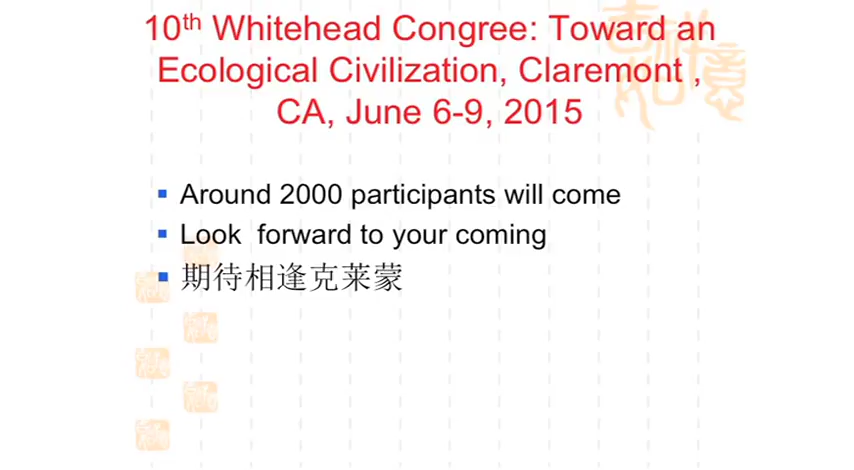 10th Whitehead Congree: Toward an
Ecological Civilization, Claremont ,
CA, June 6-9, 2015
Around 2000 participants will come
Look forward to your coming
期待相逢克莱蒙